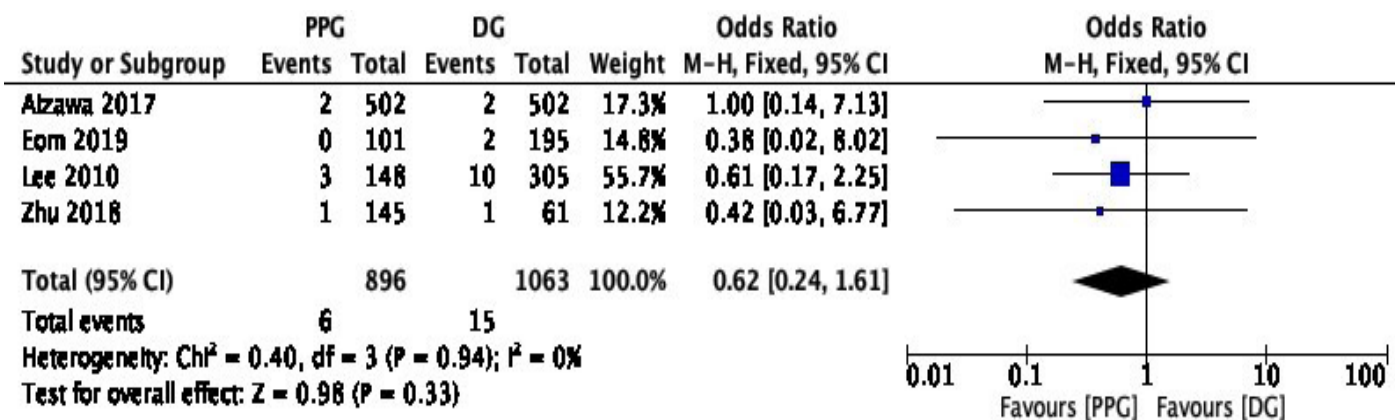 PPG DG Odds Ratio Odds Ratio
Study or Subgroup Events Total Events Total Weight M-H, Fixed, 95% CI M-H, Fixed, 95% CI
Aizawa 2017 2 502 2 502 17.3% 1.00 [0.14, 7.13]
Eom 2019 0 101 2 195 14.8% 0.38 [0.02, 8.02]
Lee 2010 3 148 10 305 55.7% 0.61 [0.17, 2.25]
Zhu 2018 1 145 1 61 12.2% 0.42 [0.03, 6.77]
Total (95% CI) 896 1063 100.0% 0.62 [0.24, 1.61]
Total events 6 15
Heterogeneity: Chi² = 0.40, df = 3 (P = 0.94); I² = 0%
Test for overall effect: Z = 0.98 (P = 0.33)
0.01 0.1 1 10 100
Favours [PPG] Favours [DG]